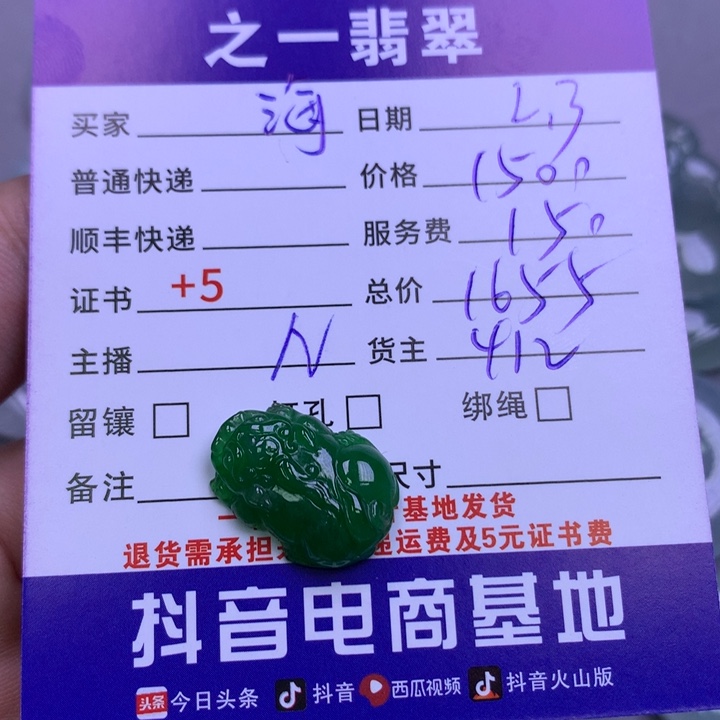 之一翡翠
买家 海 日期 2.3
普通快递 价格 1500
顺丰快递 服务费 150
证书 +5 总价 1655
主播 N 货主 412
留镶 孔 绑绳
备注 尺寸
基地发货
退货需承担 运费及5元证书费
抖音电商基地
头条 今日头条 抖音 西瓜视频 抖音火山版